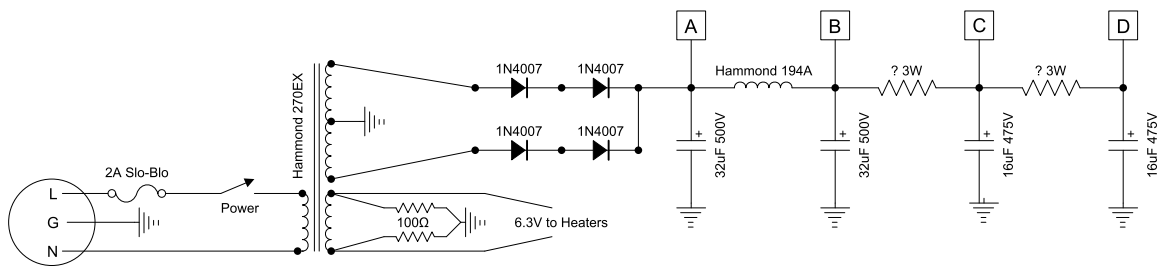 A
B
C
D
1N4007
1N4007
Hammond 194A
? 3W
? 3W
Hammond 270EX
1N4007
1N4007
+
32uF 500V
+
32uF 500V
+
16uF 475V
+
16uF 475V
2A Slo-Blo
L
Power
G
100Ω
6.3V to Heaters
N